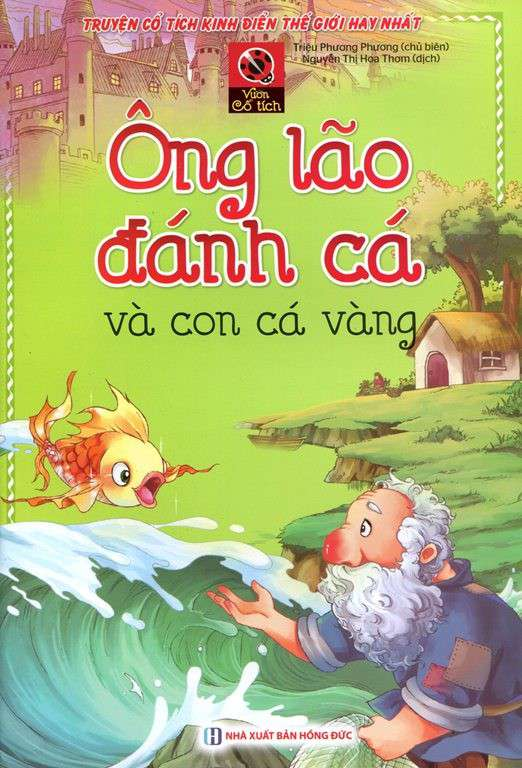 TRUYỆN CỔ TÍCH KINH ĐIỂN THẾ GIỚI HAY NHẤT
Triệu Phương Phương (chủ biên)
Nguyễn Thị Hoa Thơm (dịch)
Vườn
Cổ tích
Ông lão
đánh cá
và con cá vàng
NHÀ XUẤT BẢN HỒNG ĐỨC